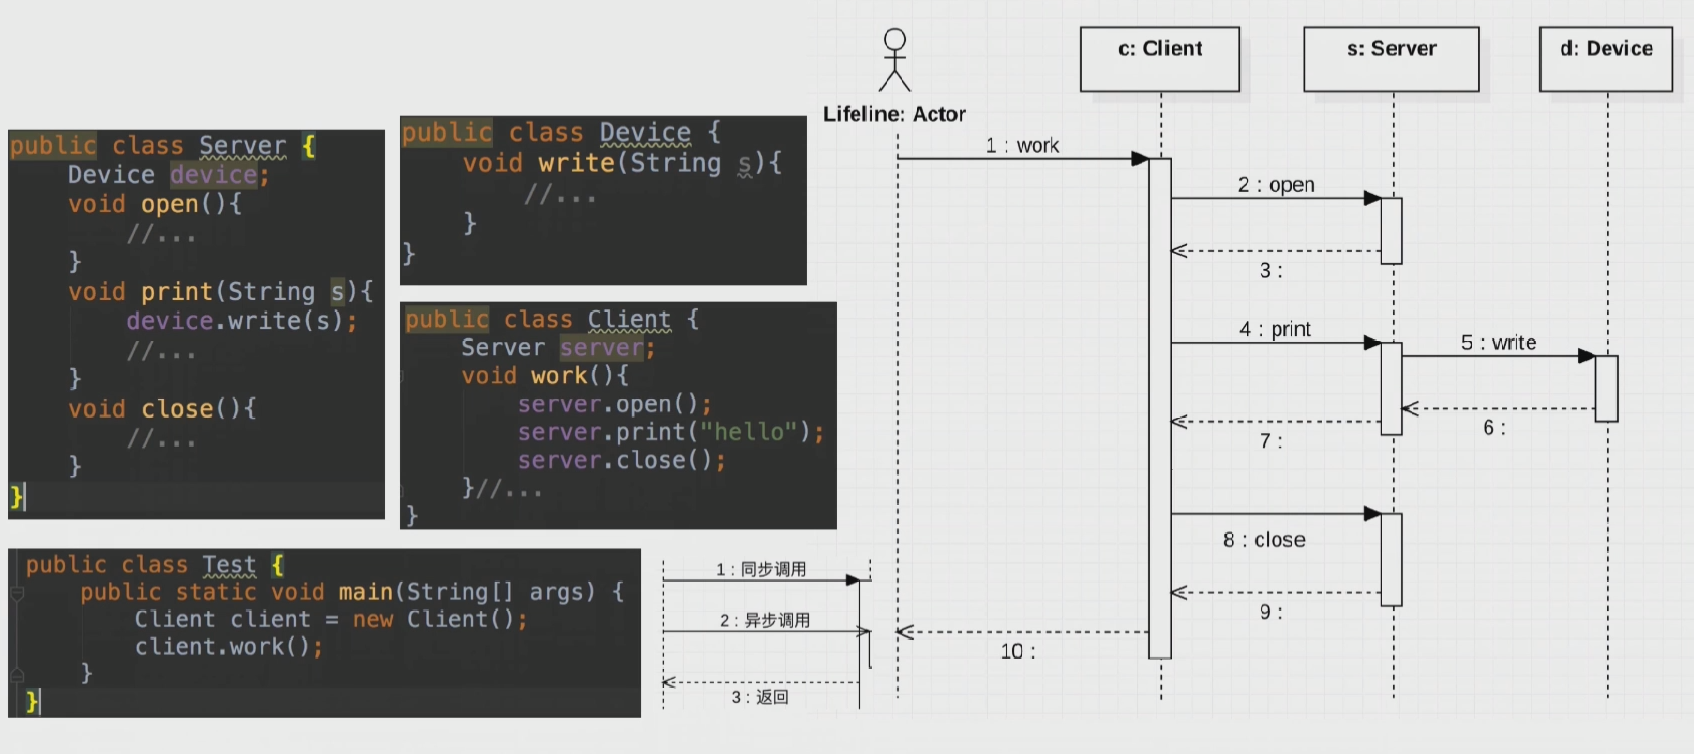 public class Server {
    Device device;
    void open(){
        //...
    }
    void print(String s){
        device.write(s);
        //...
    }
    void close(){
        //...
    }
}
public class Device {
    void write(String s){
        //...
    }
}
public class Client {
    Server server;
    void work(){
        server.open();
        server.print("hello");
        server.close();
    }//...
}
public class Test {
    public static void main(String[] args) {
        Client client = new Client();
        client.work();
    }
}
1 : 同步调用
2 : 异步调用
3 : 返回
Lifeline: Actor
c: Client
s: Server
d: Device
1 : work
2 : open
3 :
4 : print
5 : write
6 :
7 :
8 : close
9 :
10 :